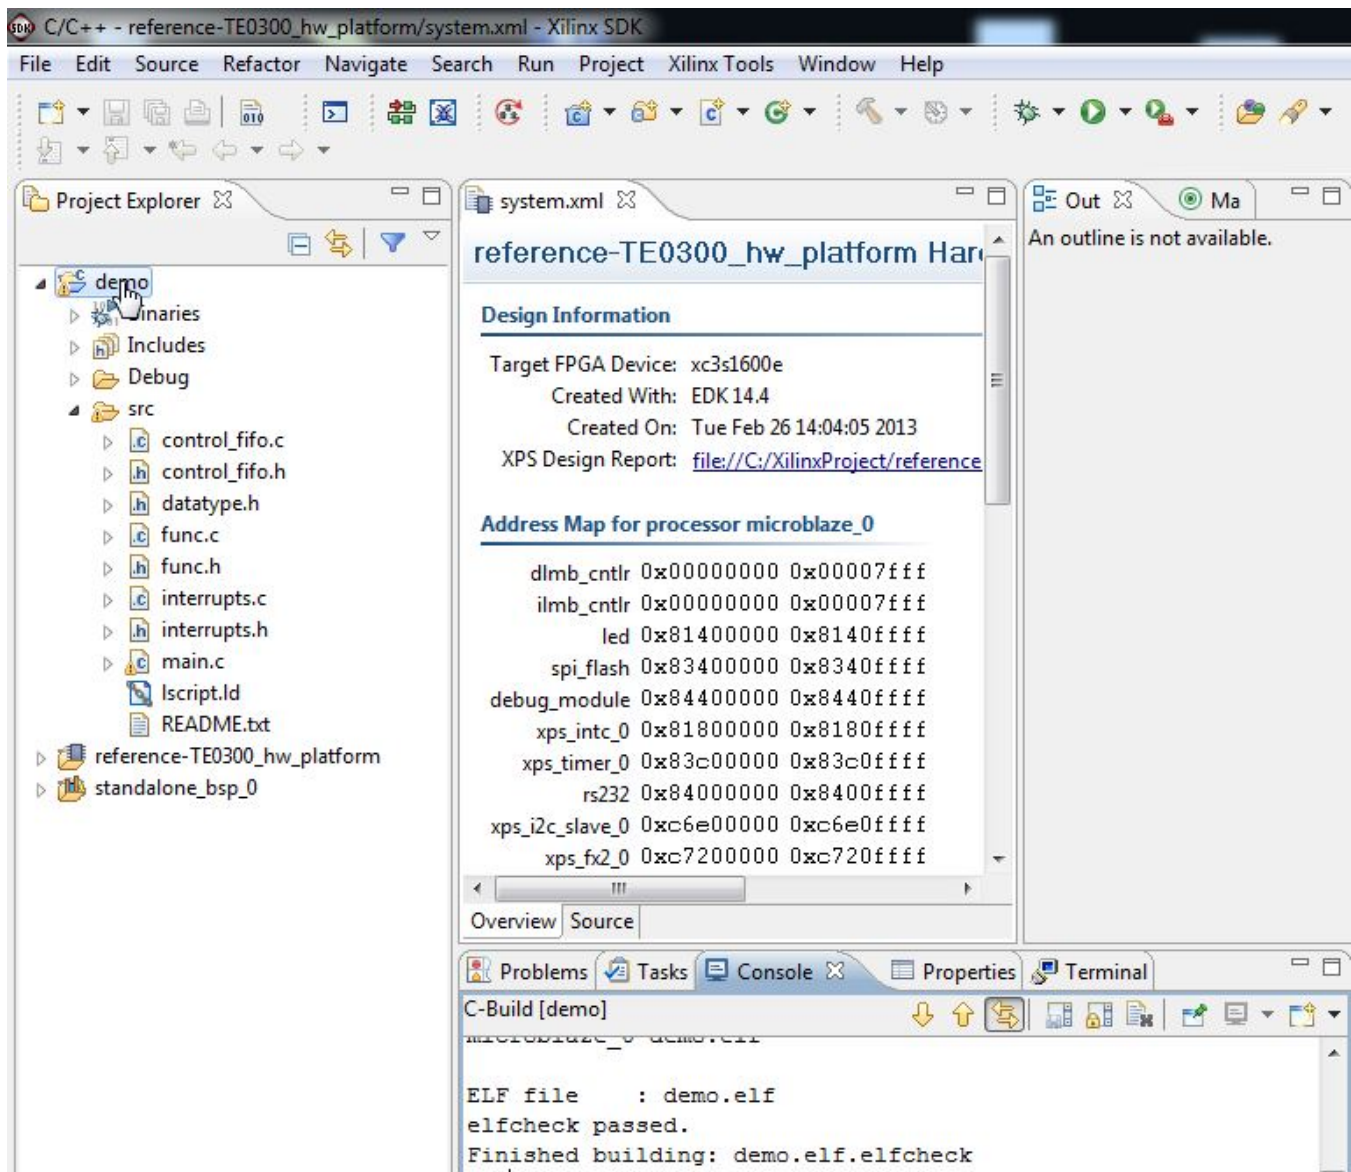 C/C++ - reference-TE0300_hw_platform/system.xml - Xilinx SDK
File Edit Source Refactor Navigate Search Run Project Xilinx Tools Window Help
Project Explorer
demo
Binaries
Includes
Debug
src
control_fifo.c
control_fifo.h
datatype.h
func.c
func.h
interrupts.c
interrupts.h
main.c
lscript.ld
README.txt
reference-TE0300_hw_platform
standalone_bsp_0
system.xml
reference-TE0300_hw_platform Hard
Design Information
Target FPGA Device: xc3s1600e
Created With: EDK 14.4
Created On: Tue Feb 26 14:04:05 2013
XPS Design Report: file://C:/XilinxProject/reference
Address Map for processor microblaze_0
dlmb_cntlr 0x00000000 0x00007fff
ilmb_cntlr 0x00000000 0x00007fff
led 0x81400000 0x8140ffff
spi_flash 0x83400000 0x8340ffff
debug_module 0x84400000 0x8440ffff
xps_intc_0 0x81800000 0x8180ffff
xps_timer_0 0x83c00000 0x83c0ffff
rs232 0x84000000 0x8400ffff
xps_i2c_slave_0 0xc6e00000 0xc6e0ffff
xps_fx2_0 0xc7200000 0xc720ffff
Overview Source
Out Ma
An outline is not available.
Problems Tasks Console Properties Terminal
C-Build [demo]
microblaze_0 demo.elf
ELF file : demo.elf
elfcheck passed.
Finished building: demo.elf.elfcheck